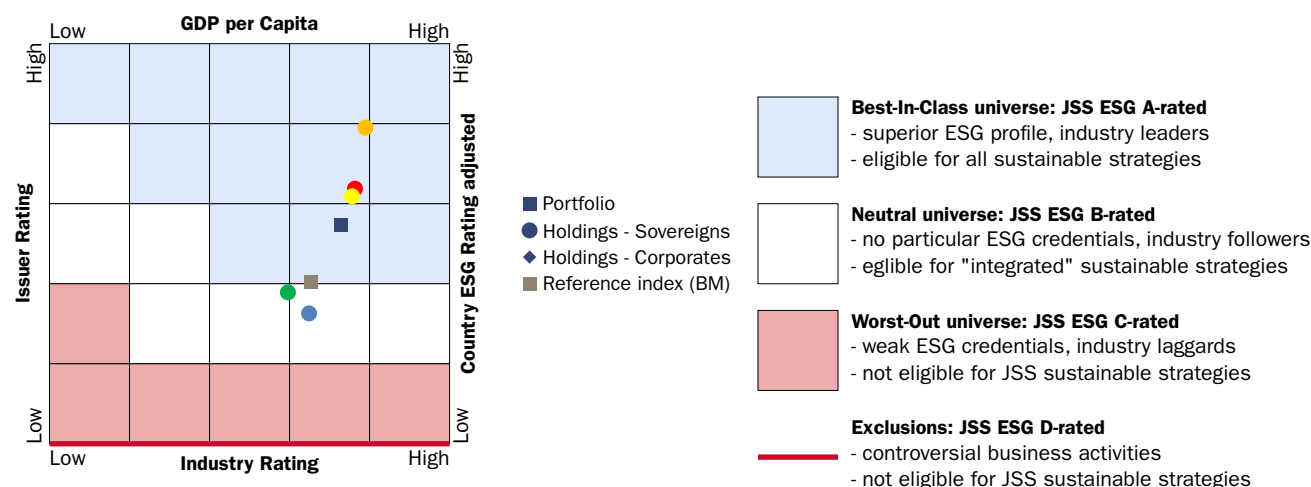 GDP per Capita
Low
High
High
High
Issuer Rating
Country ESG Rating adjusted
Low
Low
Low
High
Industry Rating
Portfolio
Holdings - Sovereigns
Holdings - Corporates
Reference index (BM)
Best-In-Class universe: JSS ESG A-rated
- superior ESG profile, industry leaders
- eligible for all sustainable strategies
Neutral universe: JSS ESG B-rated
- no particular ESG credentials, industry followers
- eglible for "integrated" sustainable strategies
Worst-Out universe: JSS ESG C-rated
- weak ESG credentials, industry laggards
- not eligible for JSS sustainable strategies
Exclusions: JSS ESG D-rated
- controversial business activities
- not eligible for JSS sustainable strategies